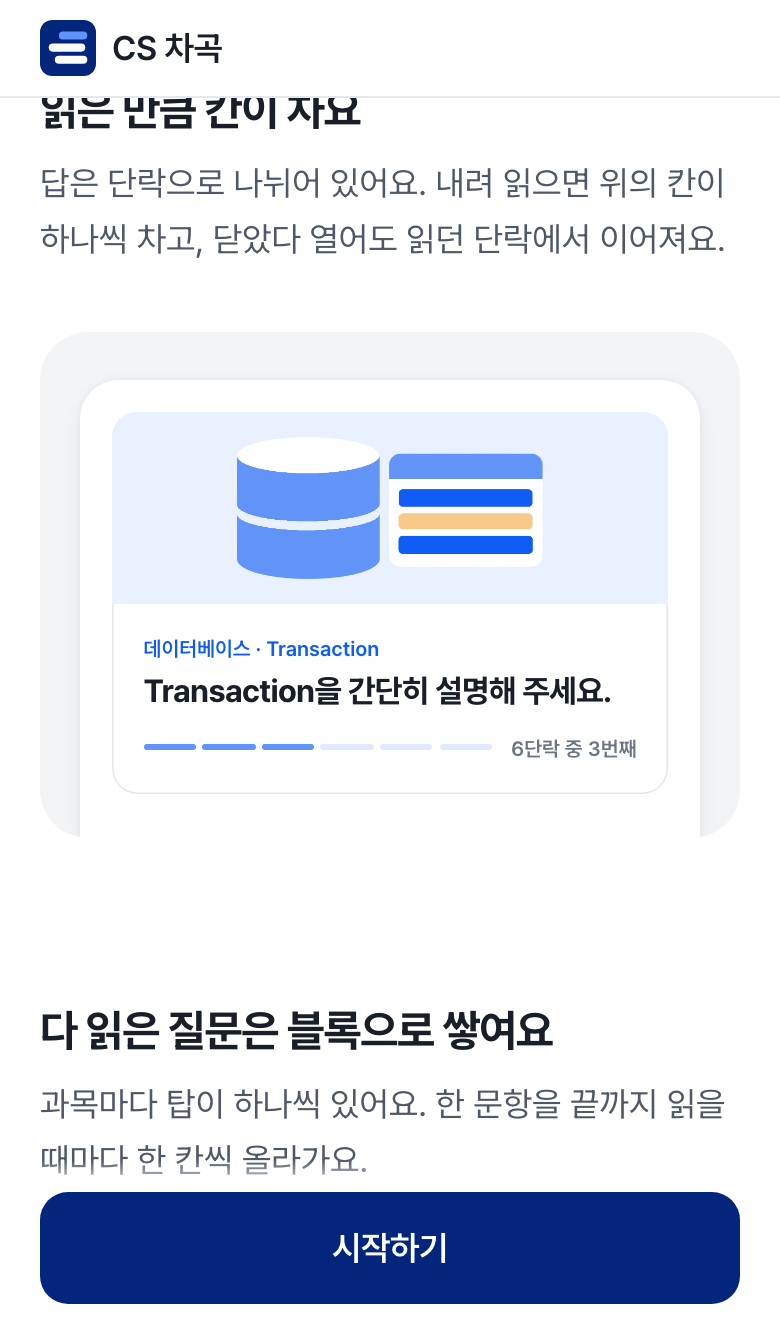 CS 차곡
읽은 만큼 칸이 차요
답은 단락으로 나뉘어 있어요. 내려 읽으면 위의 칸이
하나씩 차고, 닫았다 열어도 읽던 단락에서 이어져요.
데이터베이스 · Transaction
Transaction을 간단히 설명해 주세요.
6단락 중 3번째
다 읽은 질문은 블록으로 쌓여요
과목마다 탑이 하나씩 있어요. 한 문항을 끝까지 읽을
때마다 한 칸씩 올라가요.
시작하기